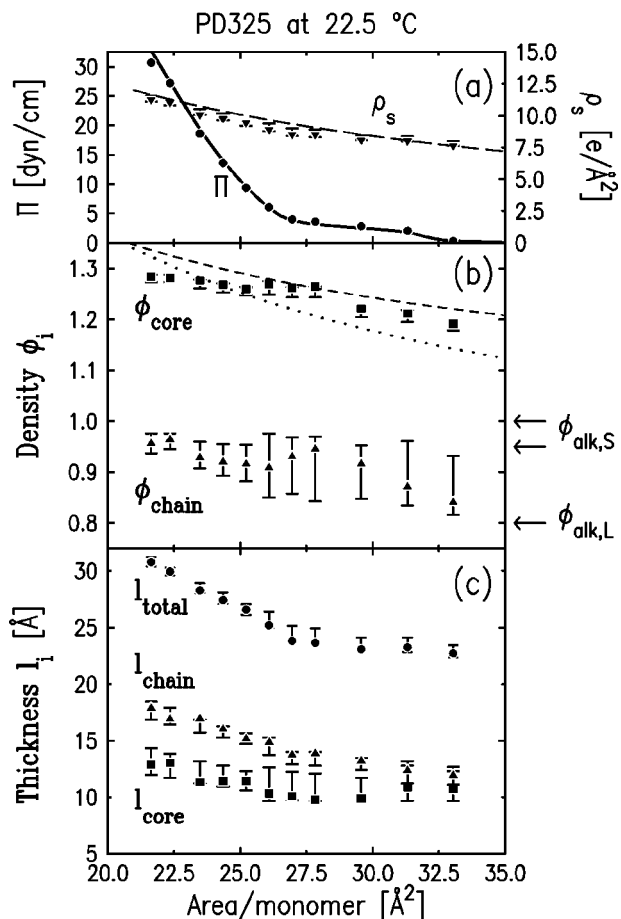 PD325 at 22.5 °C
30
25
20
15
10
5
0
Π [dyn/cm]
(a)
ρs
Π
15.0
12.5
10.0
7.5
5.0
2.5
0.0
ρs [e/Å²]
1.3
1.2
1.0
0.9
0.8
Density ϕi
(b)
ϕcore
ϕchain
ϕalk,S
ϕalk,L
30
25
20
15
10
5
Thickness li [Å]
(c)
ltotal
lchain
lcore
20.0 22.5 25.0 27.5 30.0 32.5 35.0
Area/monomer [Å²]